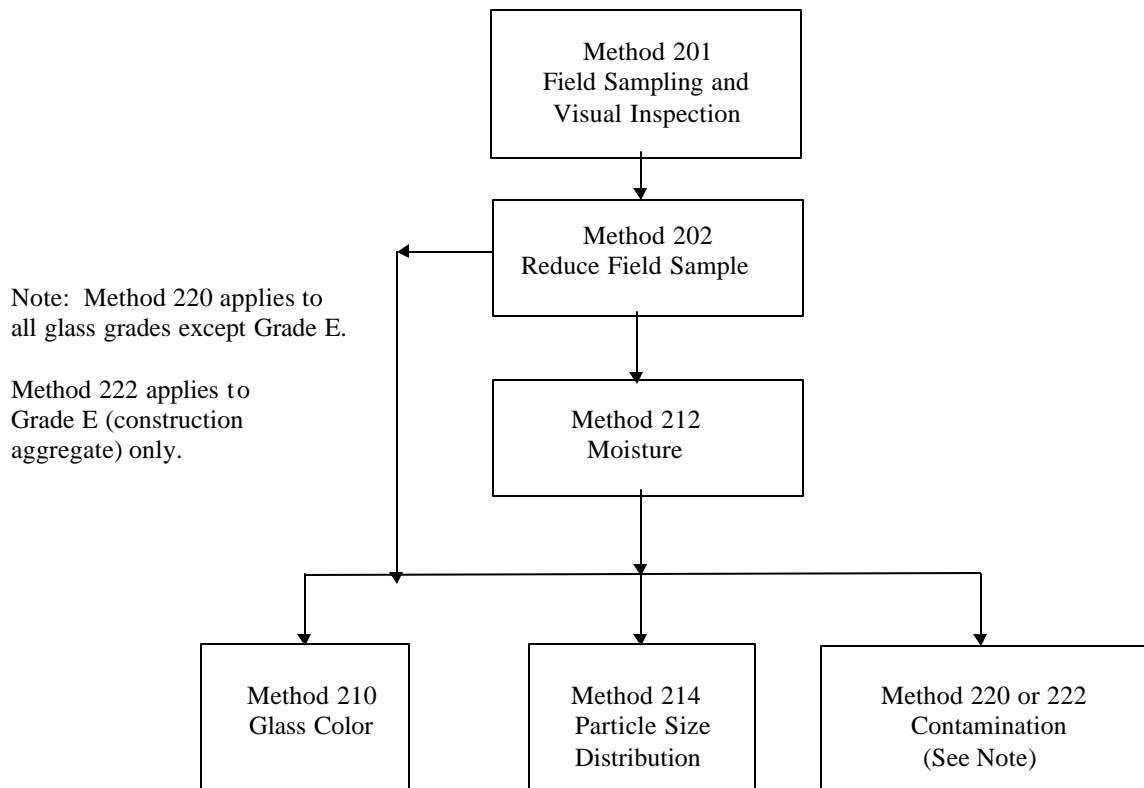 Method 201
Field Sampling and
Visual Inspection
Method 202
Reduce Field Sample
Note: Method 220 applies to
all glass grades except Grade E.
Method 222 applies to
Grade E (construction
aggregate) only.
Method 212
Moisture
Method 210
Glass Color
Method 214
Particle Size
Distribution
Method 220 or 222
Contamination
(See Note)